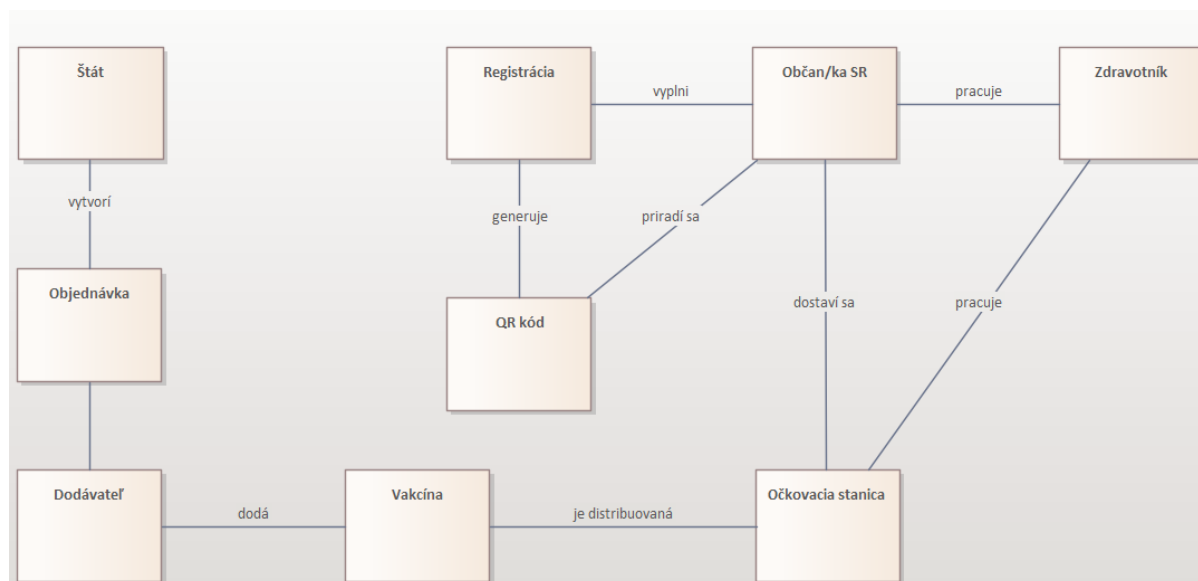 Štát
Registrácia
Občan/ka SR
Zdravotník
vyplni
pracuje
vytvorí
generuje
priradí sa
Objednávka
QR kód
dostaví sa
pracuje
Dodávateľ
Vakcína
Očkovacia stanica
dodá
je distribuovaná